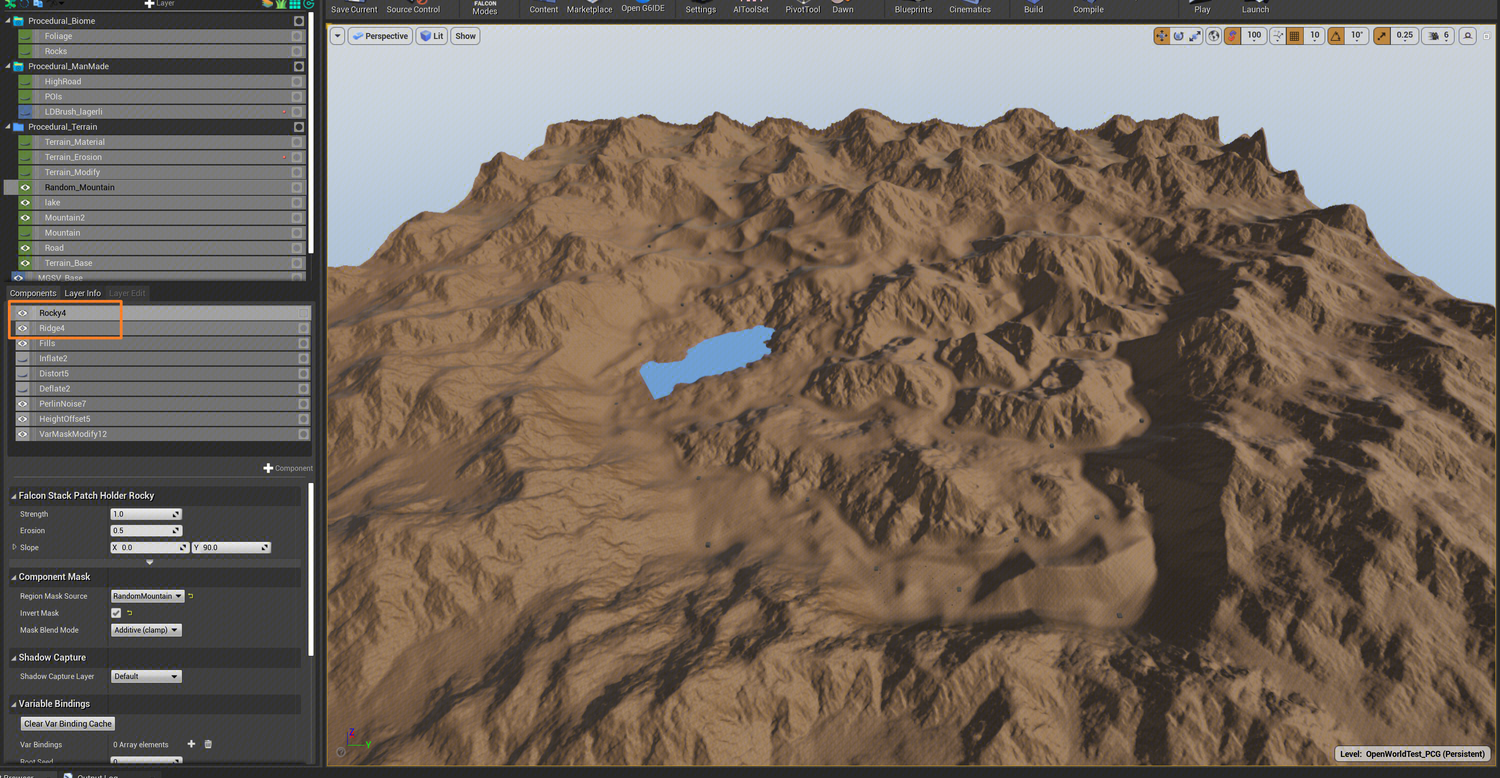 Layer
Save Current
Source Control
FALCON
Modes
Content
Marketplace
Open G6IDE
Settings
AIToolSet
PivotTool
Dawn
Blueprints
Cinematics
Build
Compile
Play
Launch
Procedural_Biome
Foliage
Rocks
Procedural_ManMade
HighRoad
POIs
LDBrush_lagerli
Procedural_Terrain
Terrain_Material
Terrain_Erosion
Terrain_Modify
Random_Mountain
lake
Mountain2
Mountain
Road
Terrain_Base
MGSV_Base
Components
Layer Info
Layer Edit
Rocky4
Ridge4
Fills
Inflate2
Distort5
Deflate2
PerlinNoise7
HeightOffset5
VarMaskModify12
Component
Falcon Stack Patch Holder Rocky
Strength 1.0
Erosion 0.5
Slope X 0.0 Y 90.0
Component Mask
Region Mask Source RandomMountain
Invert Mask
Mask Blend Mode Additive (clamp)
Shadow Capture
Shadow Capture Layer Default
Variable Bindings
Clear Var Binding Cache
Var Bindings 0 Array elements
Root Seed 0
Output Log
Perspective
Lit
Show
100
10
10°
0.25
6
Z
Y
Level: OpenWorldTest_PCG (Persistent)